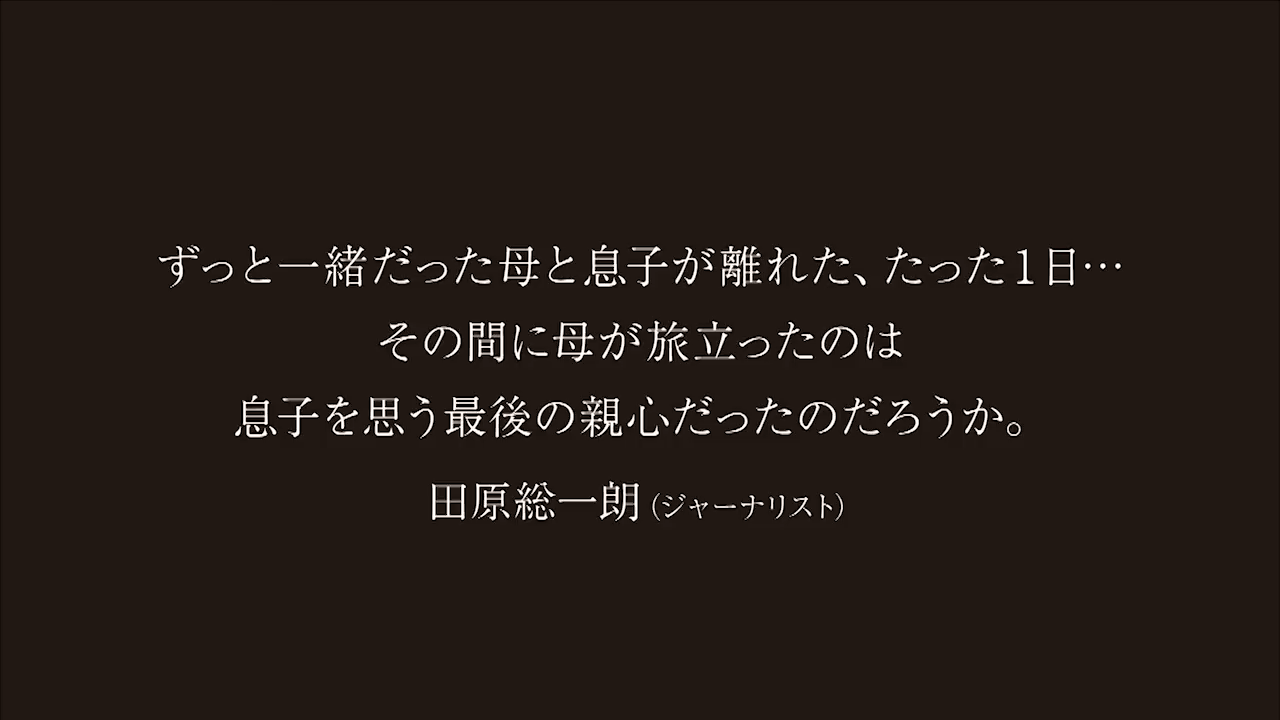 ずっと一緒だった母と息子が離れた、たった1日…
その間に母が旅立ったのは
息子を思う最後の親心だったのだろうか。
田原総一朗（ジャーナリスト）